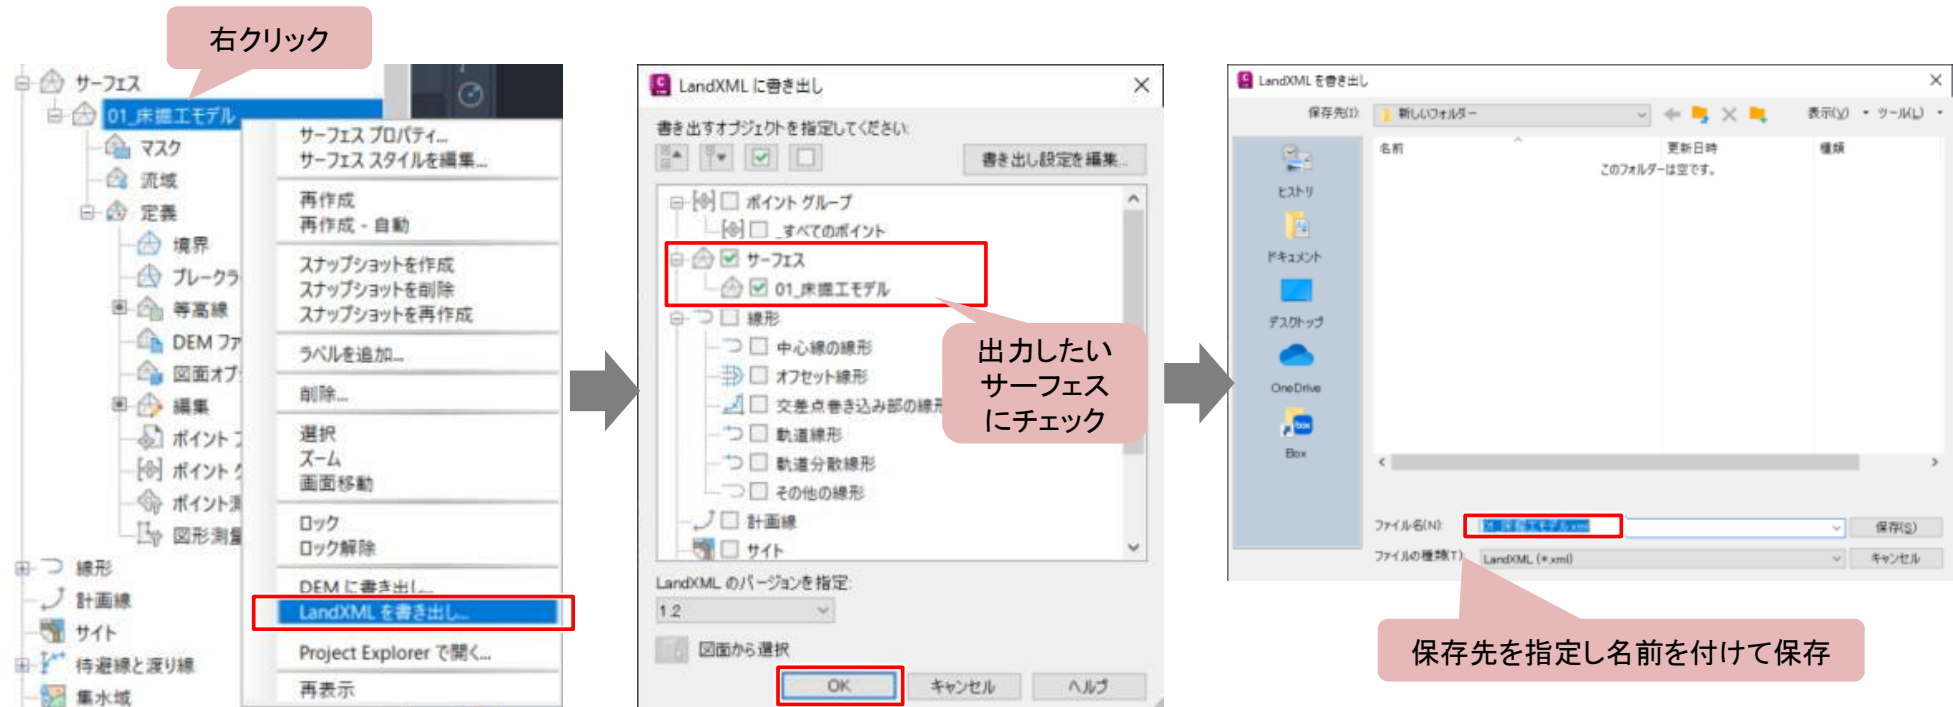 右クリック
サーフェス
01_床掘工モデル
マスク
流域
定義
境界
ブレークラ
等高線
DEM ファ
図面オブ
編集
ポイント フ
ポイント グ
ポイント測
図形測量
線形
計画線
サイト
待避線と渡り線
集水域
サーフェス プロパティ...
サーフェス スタイルを編集...
再作成
再作成 - 自動
スナップショットを作成
スナップショットを削除
スナップショットを再作成
ラベルを追加...
削除...
選択
ズーム
画面移動
ロック
ロック解除
DEM に書き出し...
LandXML を書き出し...
Project Explorer で開く...
再表示
LandXML に書き出し
書き出すオブジェクトを指定してください:
書き出し設定を編集...
ポイント グループ
_すべてのポイント
サーフェス
01_床掘工モデル
線形
中心線の線形
オフセット線形
交差点巻き込み部の線形
軌道線形
軌道分散線形
その他の線形
計画線
サイト
出力したい
サーフェス
にチェック
LandXML のバージョンを指定:
1.2
図面から選択
OK
キャンセル
ヘルプ
LandXML を書き出し
保存先(I):
新しいフォルダー
表示(V)
ツール(L)
名前
更新日時
種類
このフォルダーは空です。
ヒストリ
ドキュメント
デスクトップ
OneDrive
Box
ファイル名(N):
01_床掘工モデル.xml
保存(S)
ファイルの種類(T):
LandXML (*.xml)
キャンセル
保存先を指定し名前を付けて保存